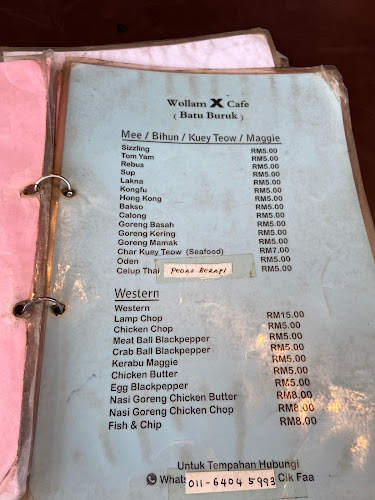 Wollam X Cafe
( Batu Buruk )
Mee / Bihun / Kuey Teow / Maggie
Sizzling RM5.00
Tom Yam RM5.00
Rebus RM5.00
Sup RM5.00
Lakna RM5.00
Kongfu RM5.00
Hong Kong RM5.00
Bakso RM5.00
Calong RM5.00
Goreng Basah RM5.00
Goreng Kering RM5.00
Goreng Mamak RM5.00
Char Kuey Teow (Seafood) RM7.00
Oden RM5.00
Celup Thai PEDAS BERAPI RM5.00
Western
Western
Lamp Chop RM15.00
Chicken Chop RM5.00
Meat Ball Blackpepper RM5.00
Crab Ball Blackpepper RM5.00
Kerabu Maggie RM5.00
Chicken Butter RM5.00
Egg Blackpepper RM5.00
Nasi Goreng Chicken Butter RM8.00
Nasi Goreng Chicken Chop RM8.00
Fish & Chip RM8.00
Untuk Tempahan Hubungi
Whats 011-6404 5993 Cik Faa